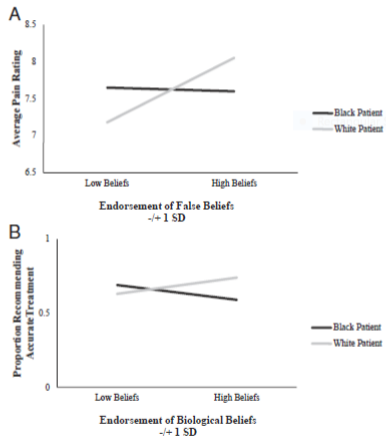 A
8.5
8
7.5
7
6.5
Average Pain Rating
Low Beliefs High Beliefs
Black Patient
White Patient
Endorsement of False Beliefs
-/+ 1 SD
B
1
0.5
0
Proportion Recommending
Accurate Treatment
Low Beliefs High Beliefs
Black Patient
White Patient
Endorsement of Biological Beliefs
-/+ 1 SD